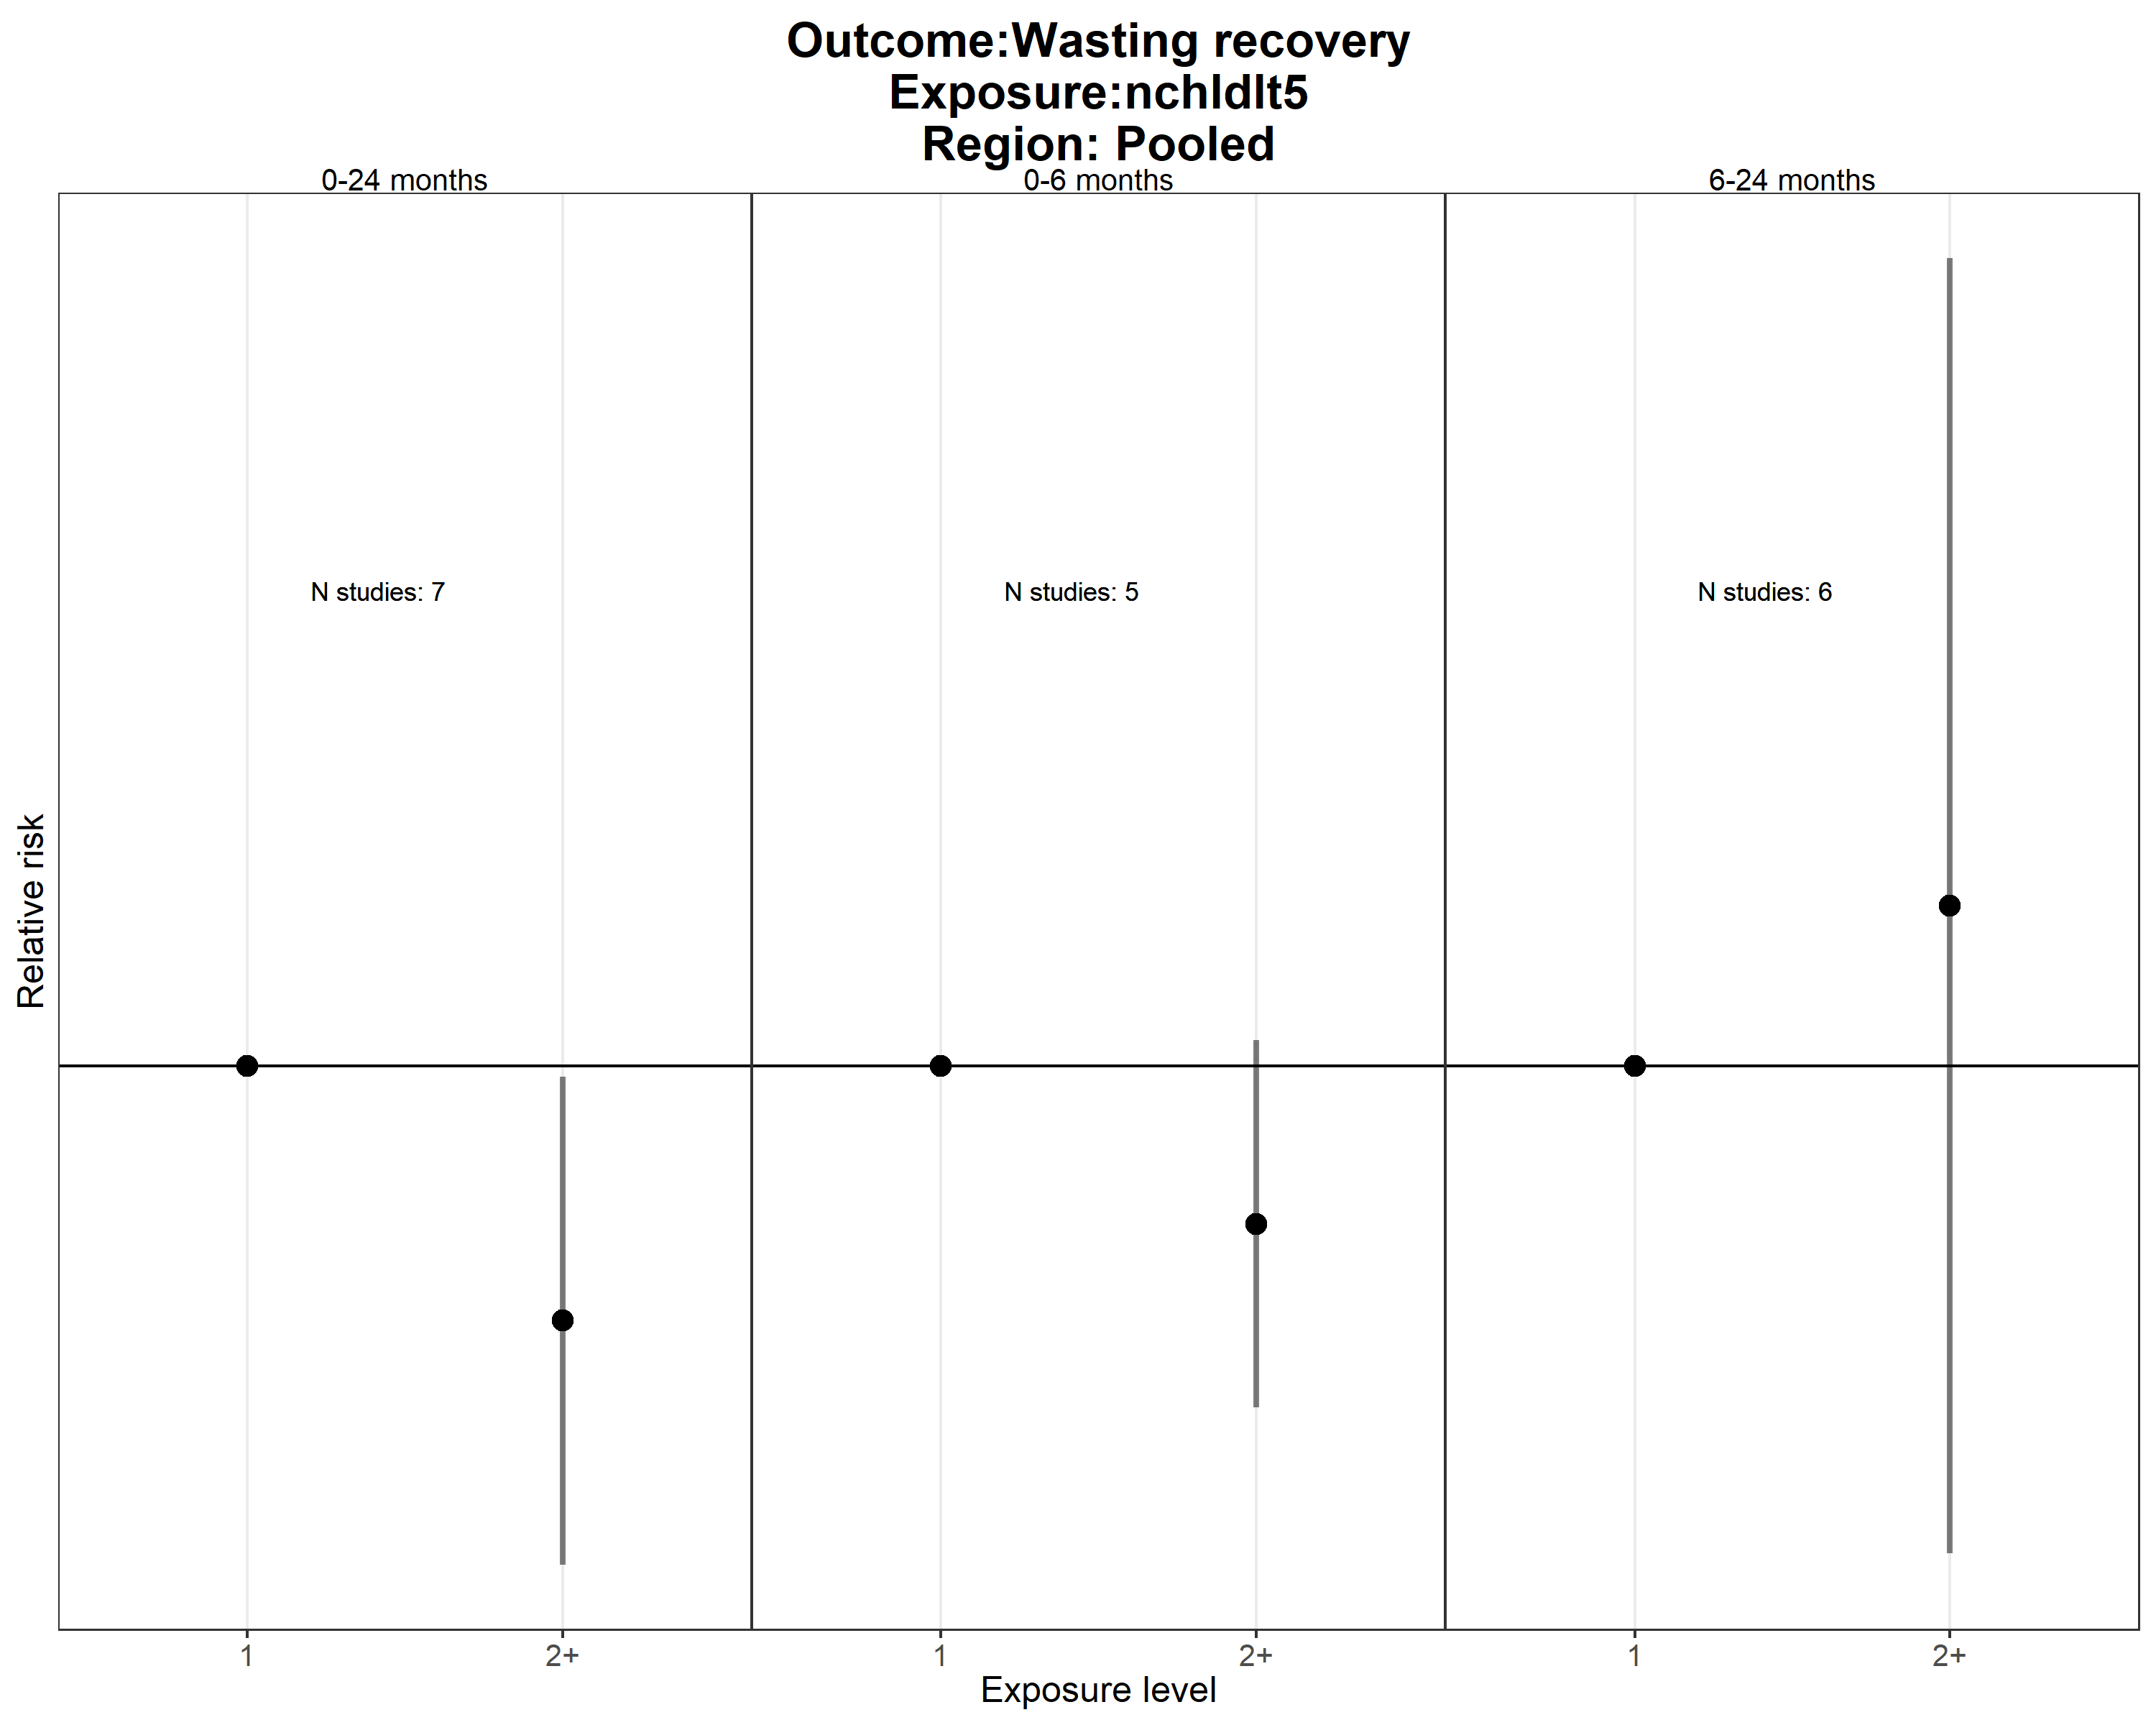 Outcome:Wasting recovery
Exposure:nchldlt5
Region: Pooled
0-24 months
0-6 months
6-24 months
N studies: 7
N studies: 5
N studies: 6
Relative risk
1
2+
1
2+
1
2+
Exposure level